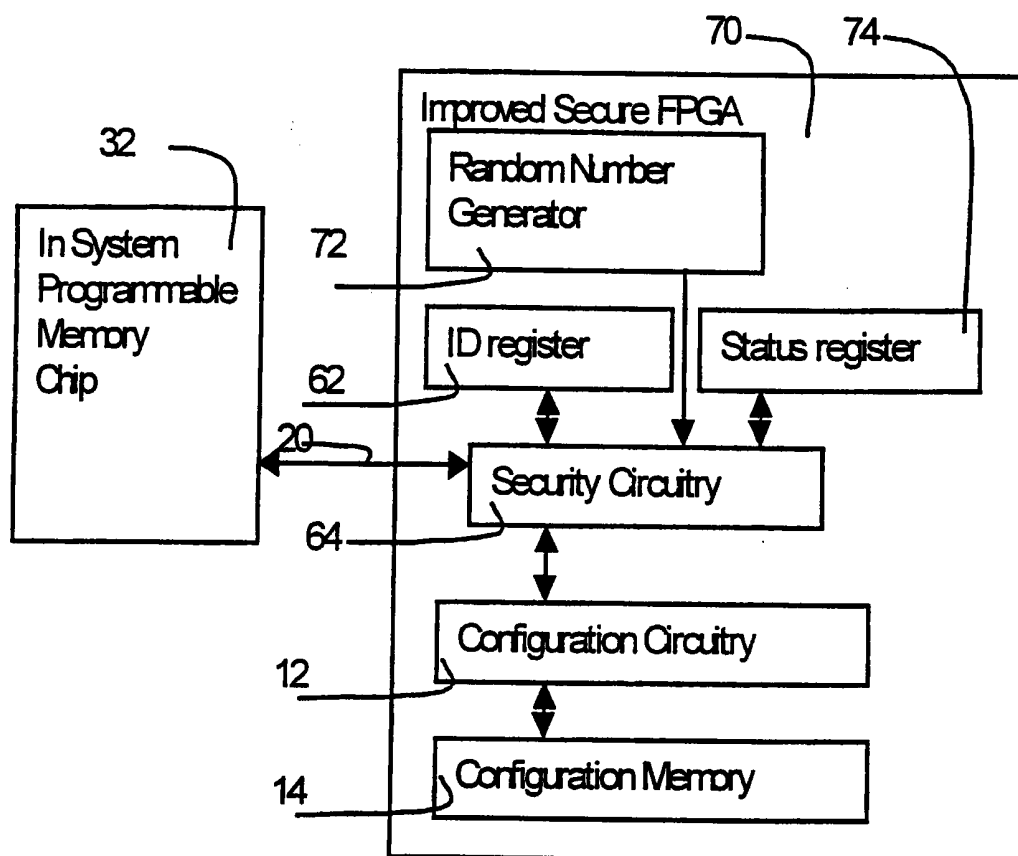 70
74
Improved Secure FPGA
32
Random Number
Generator
In System
Programmable
Memory
Chip
72
ID register
Status register
62
20
Security Circuitry
64
Configuration Circuitry
12
Configuration Memory
14